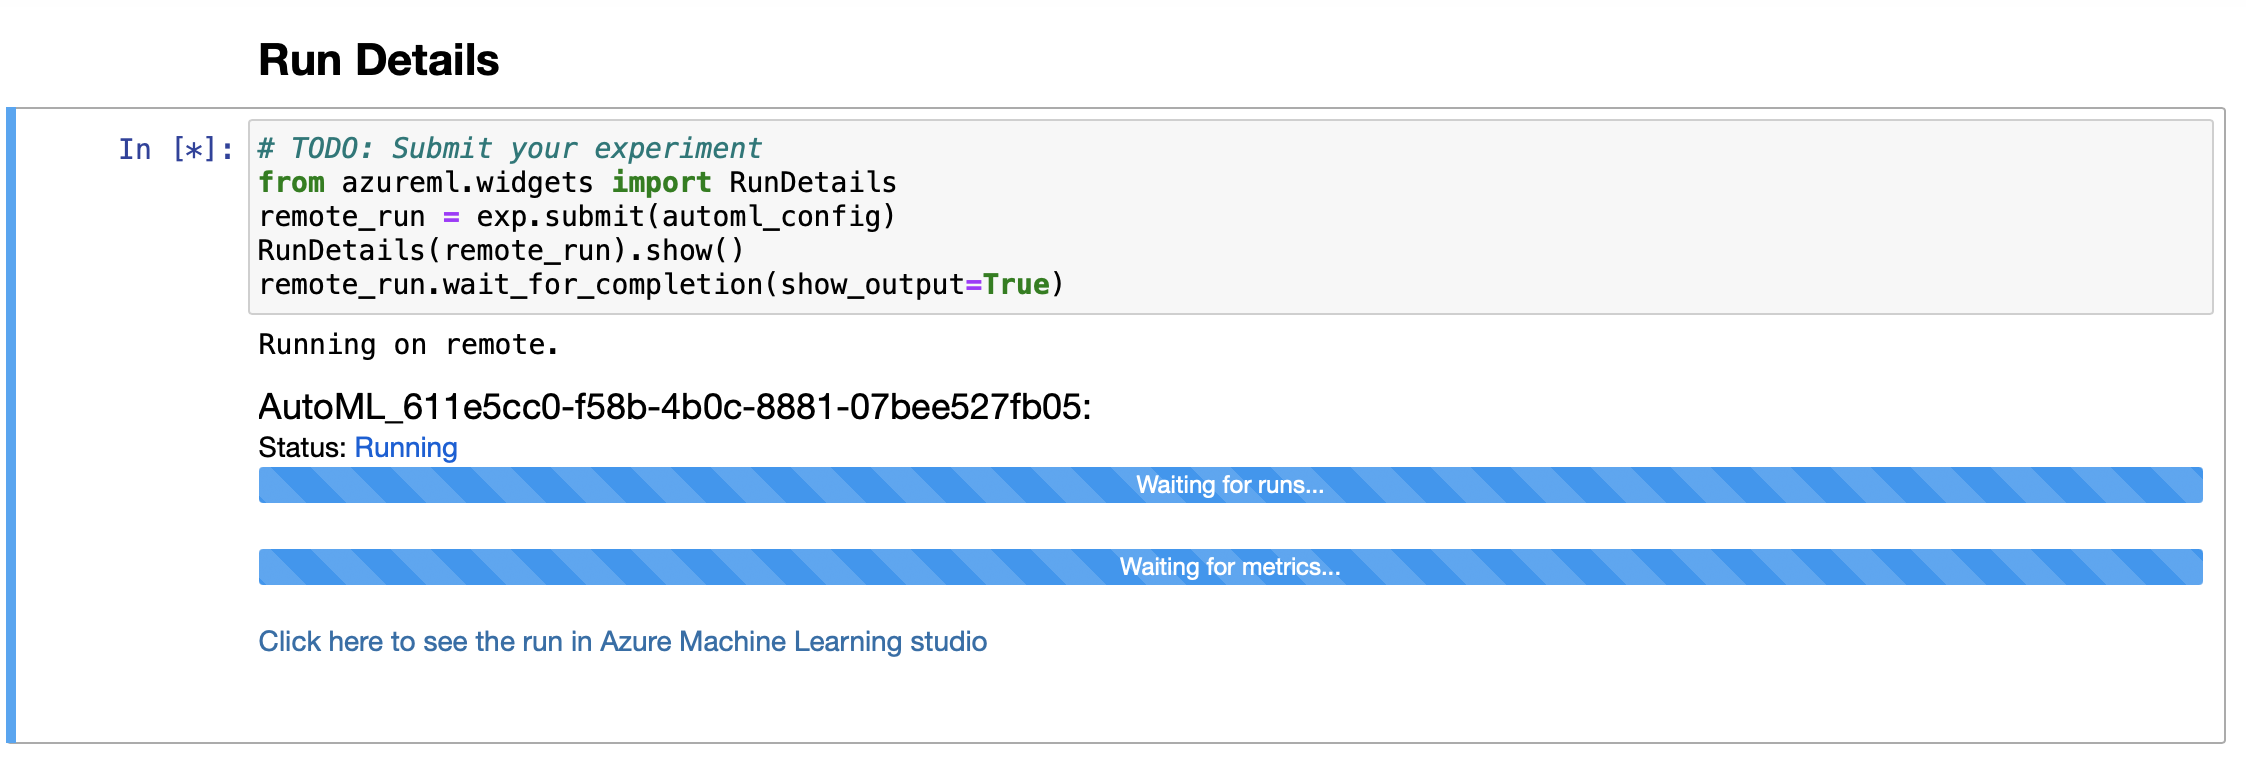 Run Details
In [*]:
# TODO: Submit your experiment
from azureml.widgets import RunDetails
remote_run = exp.submit(automl_config)
RunDetails(remote_run).show()
remote_run.wait_for_completion(show_output=True)
Running on remote.
AutoML_611e5cc0-f58b-4b0c-8881-07bee527fb05:
Status: Running
Waiting for runs...
Waiting for metrics...
Click here to see the run in Azure Machine Learning studio